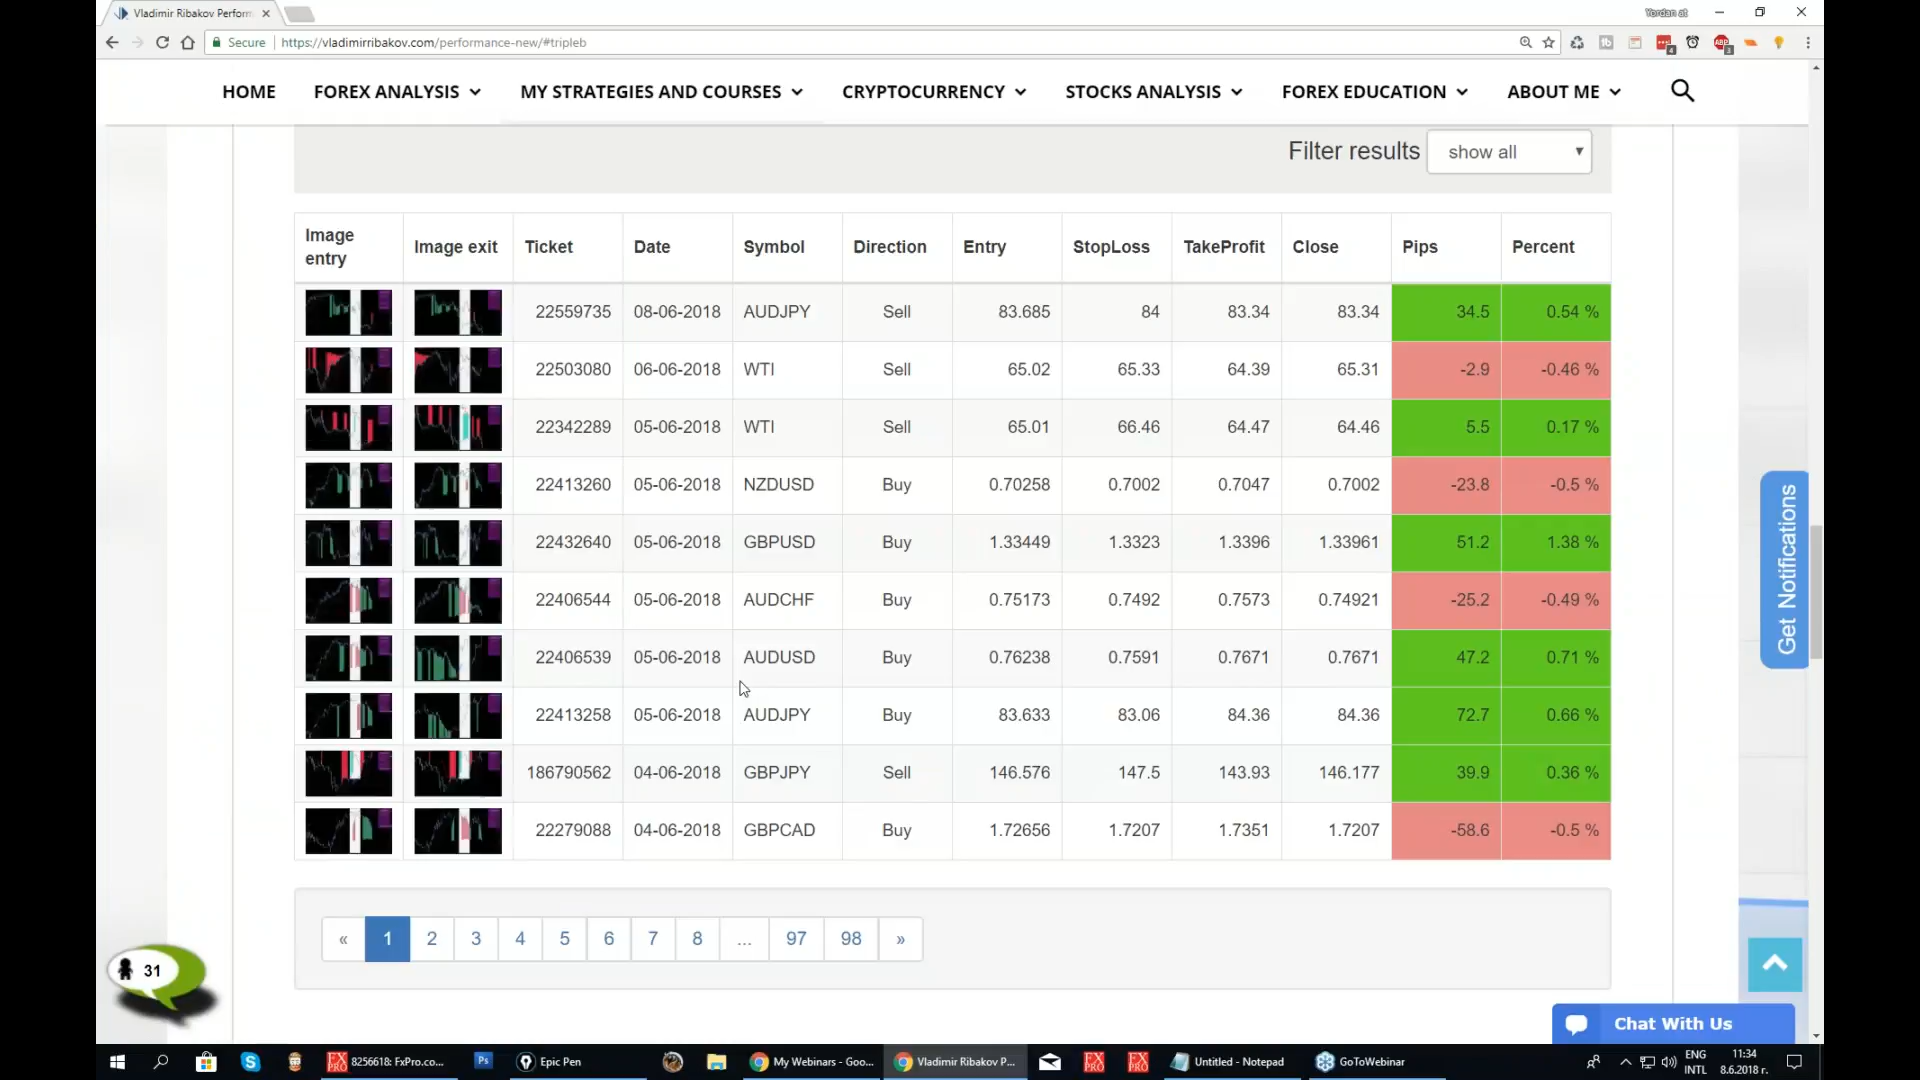 Vladimir Ribakov Perform
Yordan at
Secure https://vladimirribakov.com/performance-new/#tripleb
HOME FOREX ANALYSIS MY STRATEGIES AND COURSES CRYPTOCURRENCY STOCKS ANALYSIS FOREX EDUCATION ABOUT ME
Filter results show all
Image entry Image exit Ticket Date Symbol Direction Entry StopLoss TakeProfit Close Pips Percent
22559735 08-06-2018 AUDJPY Sell 83.685 84 83.34 83.34 34.5 0.54 %
22503080 06-06-2018 WTI Sell 65.02 65.33 64.39 65.31 -2.9 -0.46 %
22342289 05-06-2018 WTI Sell 65.01 66.46 64.47 64.46 5.5 0.17 %
22413260 05-06-2018 NZDUSD Buy 0.70258 0.7002 0.7047 0.7002 -23.8 -0.5 %
22432640 05-06-2018 GBPUSD Buy 1.33449 1.3323 1.3396 1.33961 51.2 1.38 %
22406544 05-06-2018 AUDCHF Buy 0.75173 0.7492 0.7573 0.74921 -25.2 -0.49 %
22406539 05-06-2018 AUDUSD Buy 0.76238 0.7591 0.7671 0.7671 47.2 0.71 %
22413258 05-06-2018 AUDJPY Buy 83.633 83.06 84.36 84.36 72.7 0.66 %
186790562 04-06-2018 GBPJPY Sell 146.576 147.5 143.93 146.177 39.9 0.36 %
22279088 04-06-2018 GBPCAD Buy 1.72656 1.7207 1.7351 1.7207 -58.6 -0.5 %
Get Notifications
« 1 2 3 4 5 6 7 8 ... 97 98 »
31
Chat With Us
8256618: FxPro.co... Epic Pen My Webinars - Goo... Vladimir Ribakov P... Untitled - Notepad GoToWebinar
ENG 11:34
INTL 8.6.2018 г.